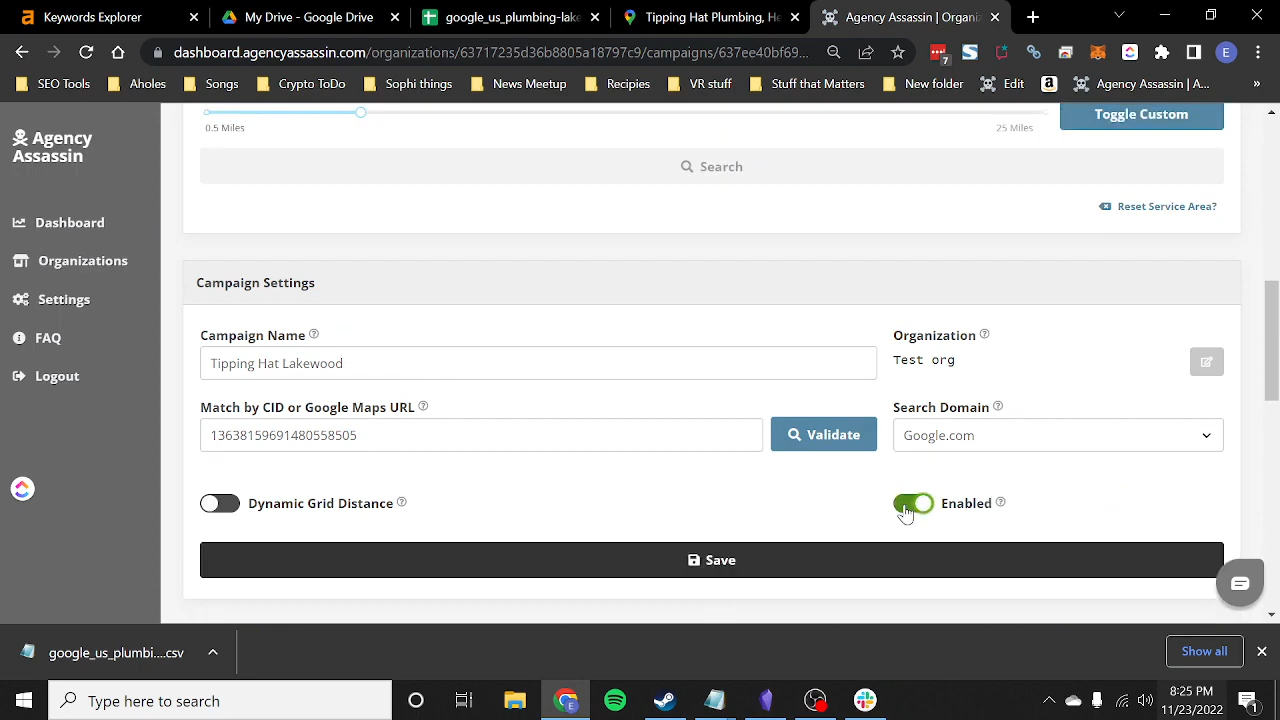 Keywords Explorer
My Drive - Google Drive
google_us_plumbing-lake
Tipping Hat Plumbing, He
Agency Assassin | Organiz
dashboard.agencyassassin.com/organizations/63717235d36b8805a18797c9/campaigns/637ee40bf69...
7
E
SEO Tools
Aholes
Songs
Crypto ToDo
Sophi things
News Meetup
Recipies
VR stuff
Stuff that Matters
New folder
Edit
Agency Assassin | A...
»
Agency
Assassin
Dashboard
Organizations
Settings
FAQ
Logout
0.5 Miles
25 Miles
Toggle Custom
Search
Reset Service Area?
Campaign Settings
Campaign Name
Organization
Tipping Hat Lakewood
Test org
Match by CID or Google Maps URL
Search Domain
13638159691480558505
Validate
Google.com
Dynamic Grid Distance
Enabled
Save
google_us_plumbi....csv
Show all
Type here to search
8:25 PM
11/23/2022
1